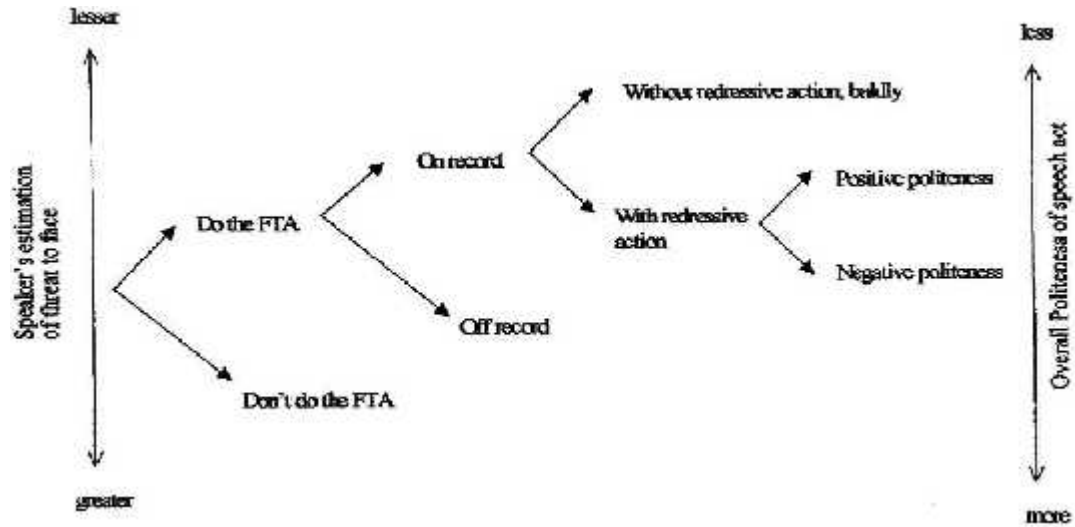 lesser
less
Without redressive action, baldly
On record
Positive politeness
Do the FTA
With redressive
action
Negative politeness
Off record
Don't do the FTA
greater
more
Speaker's estimation
of threat to face
Overall Politeness of speech act